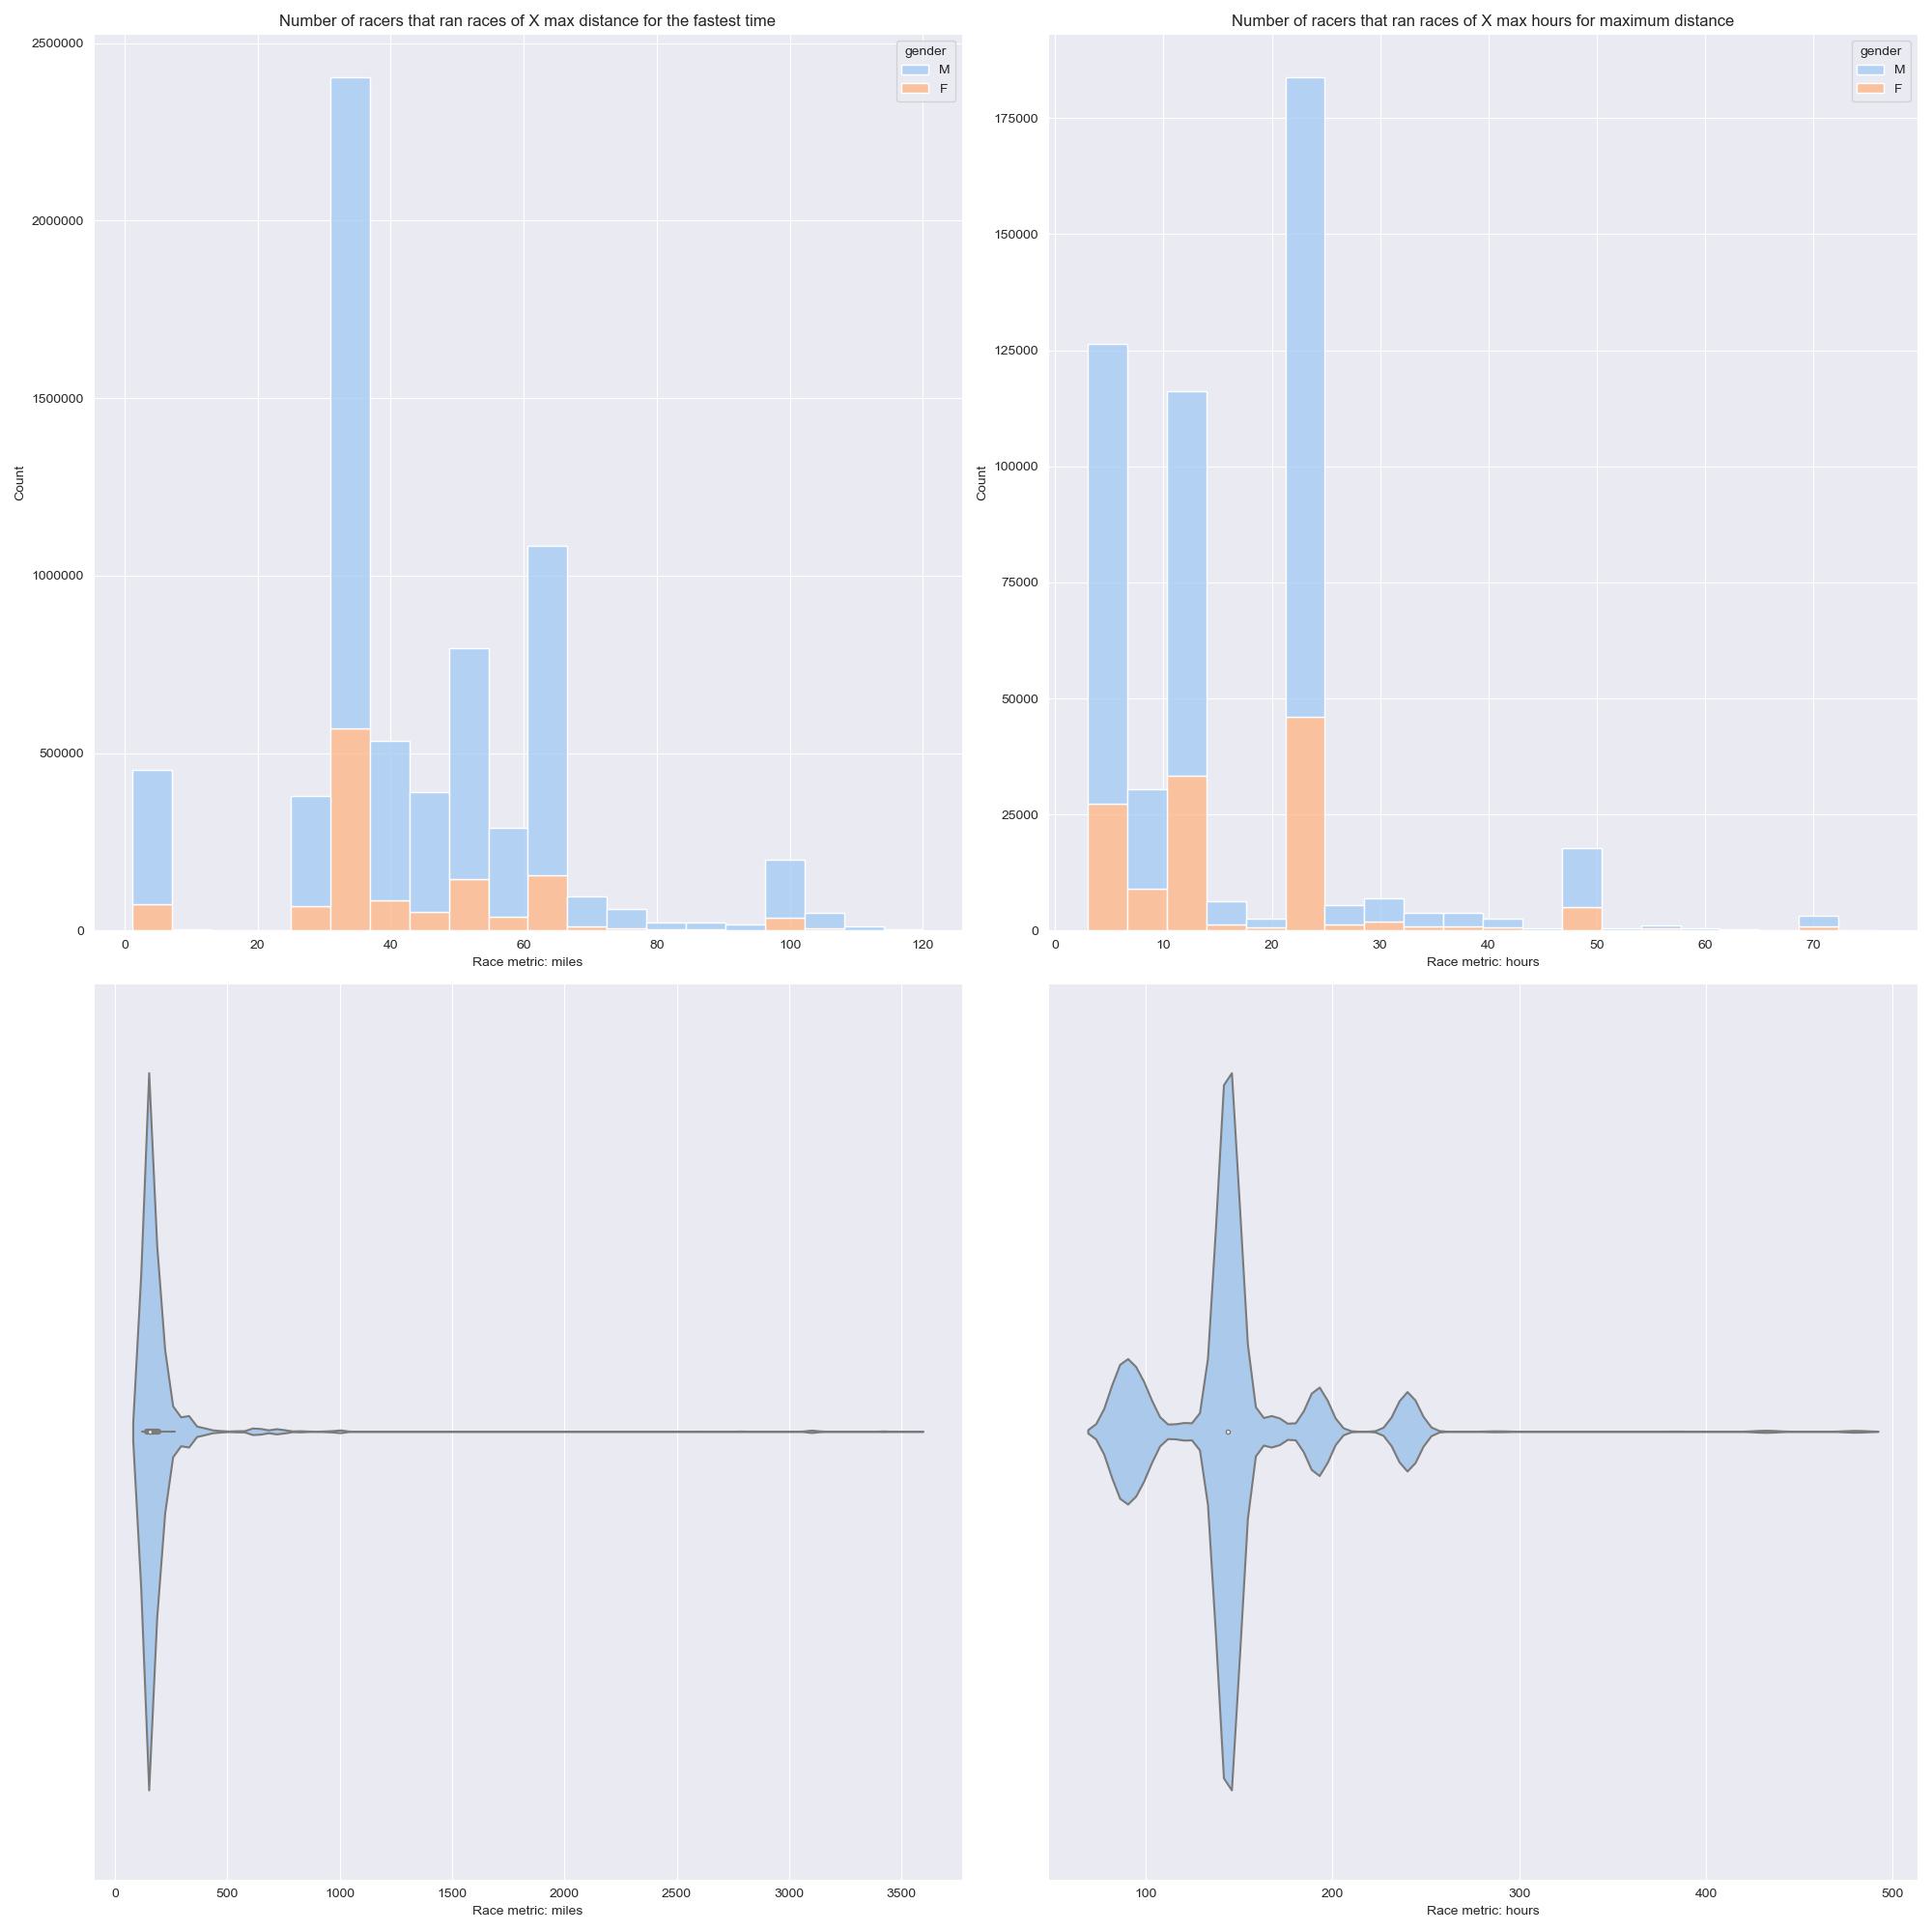 Number of racers that ran races of X max distance for the fastest time
gender
M
F
2500000
2000000
1500000
1000000
500000
0
Count
0 20 40 60 80 100 120
Race metric: miles
Number of racers that ran races of X max hours for maximum distance
gender
M
F
175000
150000
125000
100000
75000
50000
25000
0
Count
0 10 20 30 40 50 60 70
Race metric: hours
0 500 1000 1500 2000 2500 3000 3500
Race metric: miles
100 200 300 400 500
Race metric: hours